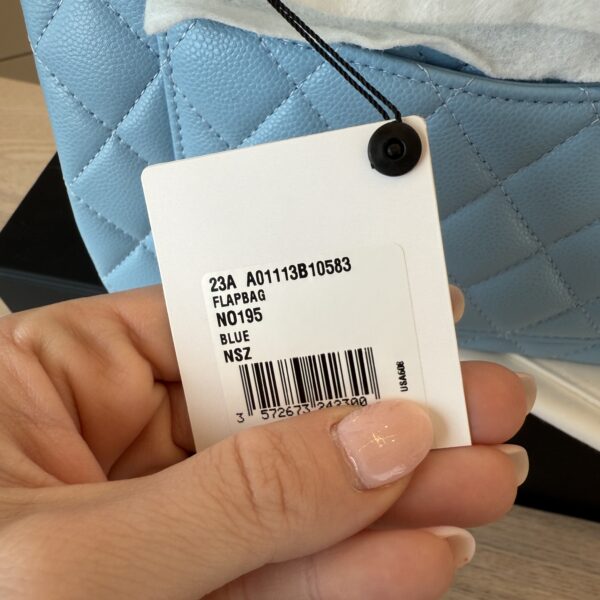 23A A01113B10583
FLAPBAG
NO195
BLUE
NSZ
3 572673 242300
USA606